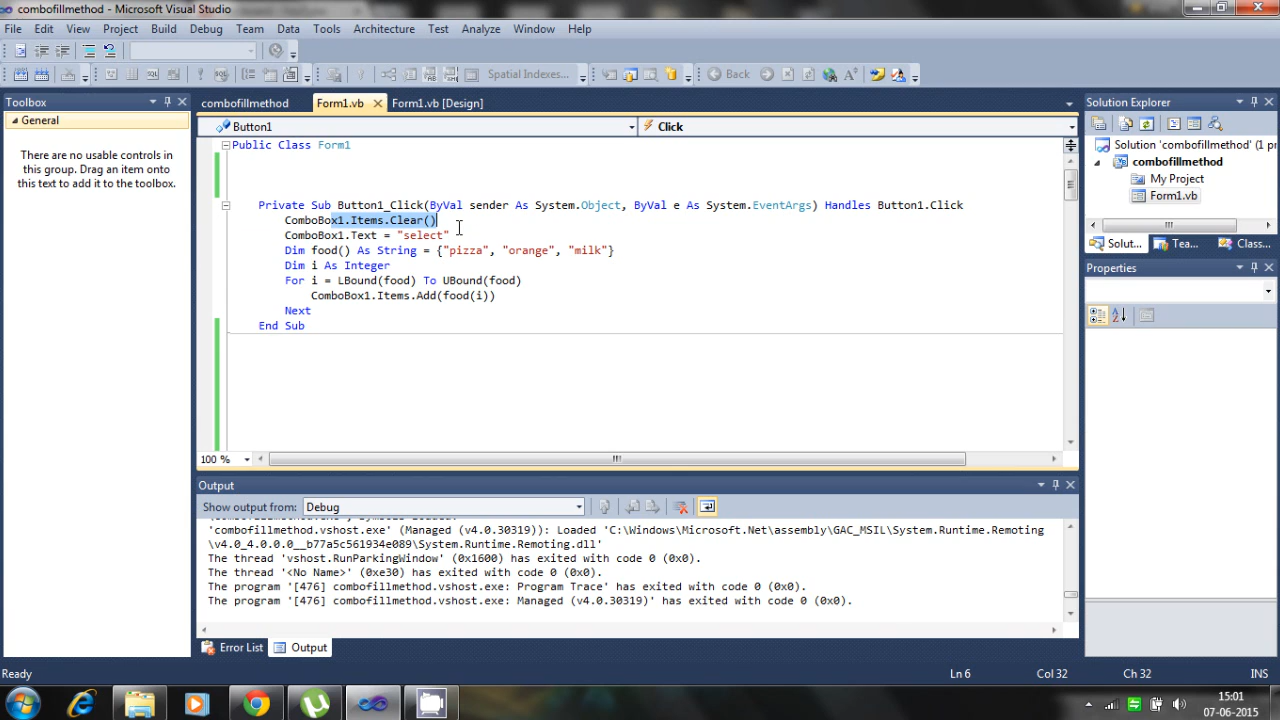 combofillmethod - Microsoft Visual Studio
File Edit View Project Build Debug Team Data Tools Architecture Test Analyze Window Help
Spatial Indexes... Back
Toolbox
General
There are no usable controls in
this group. Drag an item onto
this text to add it to the toolbox.
combofillmethod Form1.vb Form1.vb [Design]
Button1 Click
Public Class Form1
Private Sub Button1_Click(ByVal sender As System.Object, ByVal e As System.EventArgs) Handles Button1.Click
ComboBox1.Items.Clear()
ComboBox1.Text = "select"
Dim food() As String = {"pizza", "orange", "milk"}
Dim i As Integer
For i = LBound(food) To UBound(food)
ComboBox1.Items.Add(food(i))
Next
End Sub
100 %
Output
Show output from: Debug
'combofillmethod.vshost.exe' (Managed (v4.0.30319)): Loaded 'C:\Windows\Microsoft.Net\assembly\GAC_MSIL\System.Runtime.Remoting
\v4.0_4.0.0.0__b77a5c561934e089\System.Runtime.Remoting.dll'
The thread 'vshost.RunParkingWindow' (0x1600) has exited with code 0 (0x0).
The thread '<No Name>' (0xe30) has exited with code 0 (0x0).
The program '[476] combofillmethod.vshost.exe: Program Trace' has exited with code 0 (0x0).
The program '[476] combofillmethod.vshost.exe: Managed (v4.0.30319)' has exited with code 0 (0x0).
Error List Output
Solution Explorer
Solution 'combofillmethod' (1 p
combofillmethod
My Project
Form1.vb
Solut... Tea... Class...
Properties
Ready Ln 6 Col 32 Ch 32 INS
15:01
07-06-2015